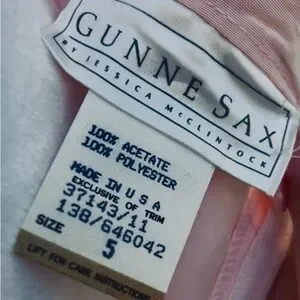 GUNNE SAX
BY JESSICA McCLINTOCK
100% ACETATE
100% POLYESTER
MADE IN U S A
EXCLUSIVE OF TRIM
37143/11
138/646042
SIZE 5
LIFT FOR CARE INSTRUCTIONS